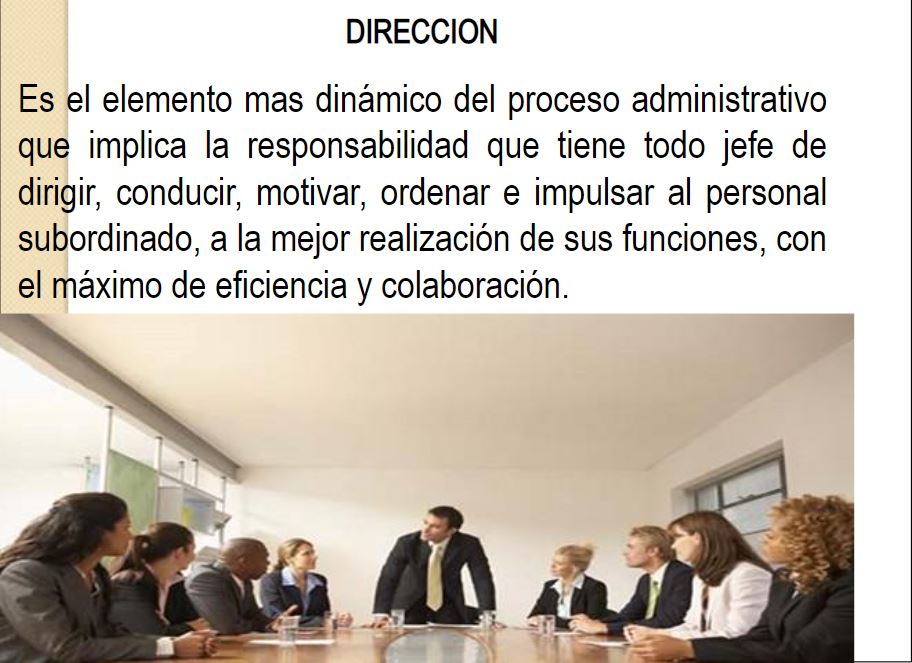 DIRECCION
Es el elemento mas dinámico del proceso administrativo
que implica la responsabilidad que tiene todo jefe de
dirigir, conducir, motivar, ordenar e impulsar al personal
subordinado, a la mejor realización de sus funciones, con
el máximo de eficiencia y colaboración.